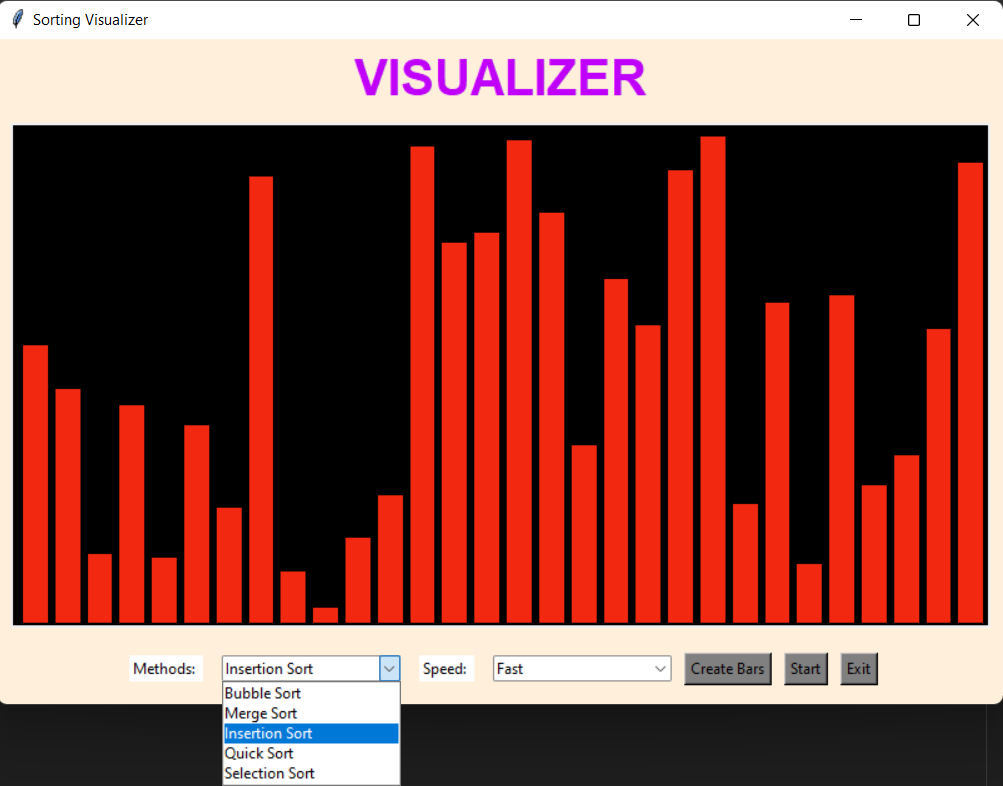 Sorting Visualizer
VISUALIZER
Methods: Insertion Sort Speed: Fast Create Bars Start Exit
Bubble Sort
Merge Sort
Insertion Sort
Quick Sort
Selection Sort